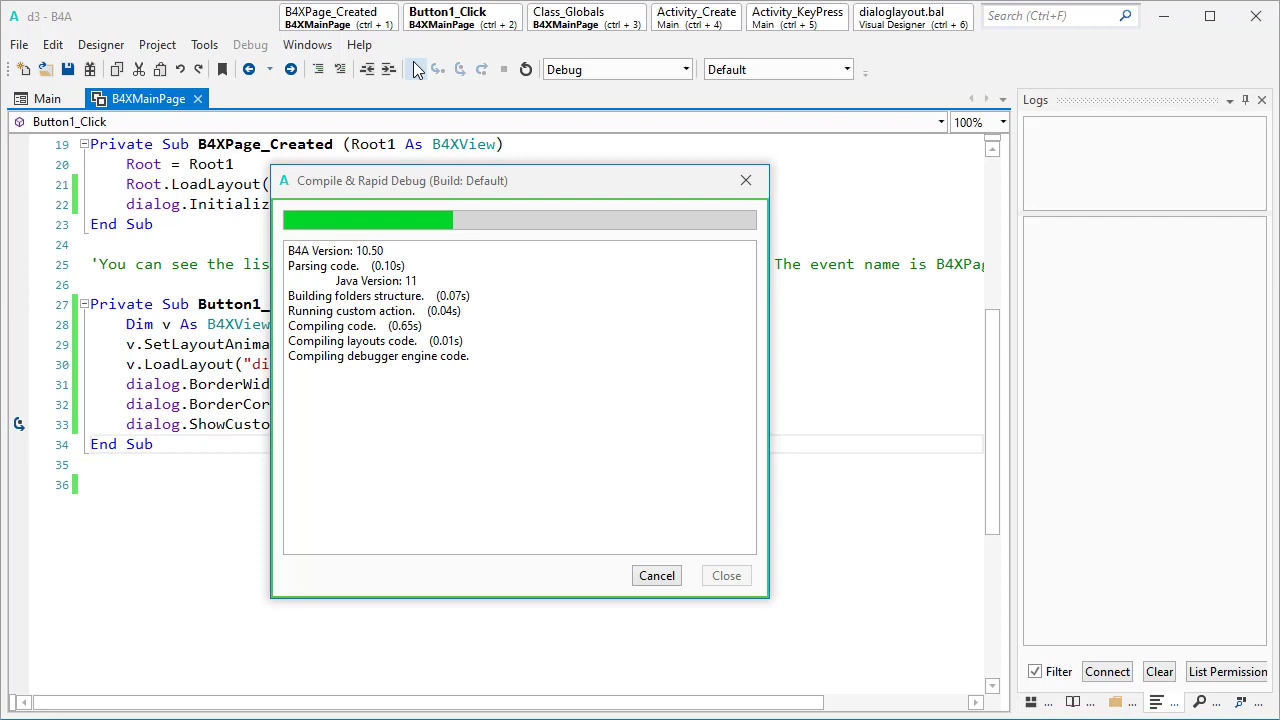 d3 - B4A
B4XPage_Created
B4XMainPage (ctrl + 1)
Button1_Click
B4XMainPage (ctrl + 2)
Class_Globals
B4XMainPage (ctrl + 3)
Activity_Create
Main (ctrl + 4)
Activity_KeyPress
Main (ctrl + 5)
dialoglayout.bal
Visual Designer (ctrl + 6)
Search (Ctrl+F)
File Edit Designer Project Tools Debug Windows Help
Debug
Default
Main
B4XMainPage
Logs
Button1_Click
100%
19 Private Sub B4XPage_Created (Root1 As B4XView)
20 Root = Root1
21 Root.LoadLayout(
22 dialog.Initializ
23 End Sub
24
25 'You can see the lis
The event name is B4XPag
26
27 Private Sub Button1_
28 Dim v As B4XView
29 v.SetLayoutAnima
30 v.LoadLayout("di
31 dialog.BorderWid
32 dialog.BorderCor
33 dialog.ShowCusto
34 End Sub
35
36
Compile & Rapid Debug (Build: Default)
B4A Version: 10.50
Parsing code. (0.10s)
Java Version: 11
Building folders structure. (0.07s)
Running custom action. (0.04s)
Compiling code. (0.65s)
Compiling layouts code. (0.01s)
Compiling debugger engine code.
Cancel
Close
Filter
Connect
Clear
List Permission
... ... ... ... ... ...